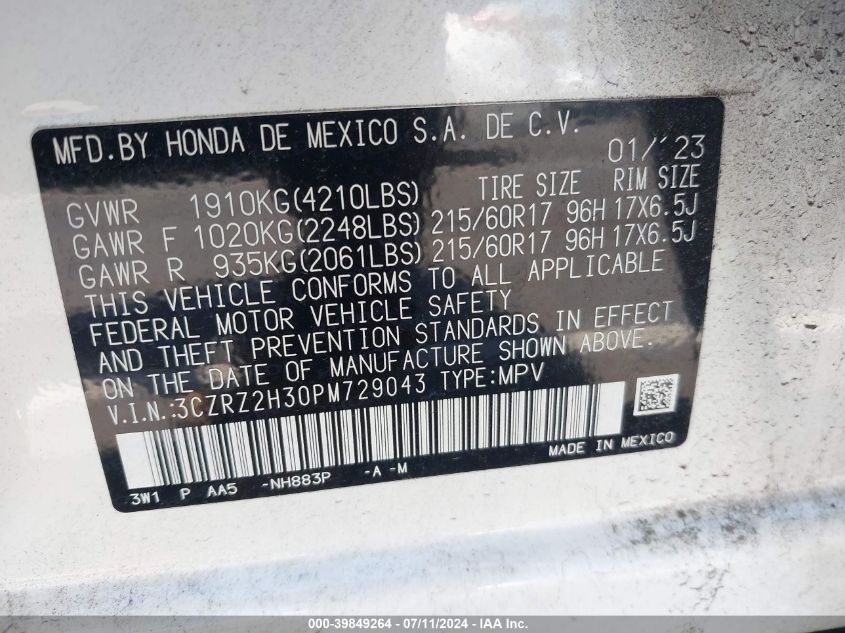 MFD.BY HONDA DE MEXICO S.A. DE C.V.
01/'23
GVWR 1910KG(4210LBS) TIRE SIZE RIM SIZE
GAWR F 1020KG(2248LBS) 215/60R17 96H 17X6.5J
GAWR R 935KG(2061LBS) 215/60R17 96H 17X6.5J
THIS VEHICLE CONFORMS TO ALL APPLICABLE
FEDERAL MOTOR VEHICLE SAFETY
AND THEFT PREVENTION STANDARDS IN EFFECT
ON THE DATE OF MANUFACTURE SHOWN ABOVE.
V.I.N.:3CZRZ2H30PM729043 TYPE:MPV
MADE IN MEXICO
3W1 P AA5 -NH883P -A -M
000-39849264 - 07/11/2024 - IAAI.com